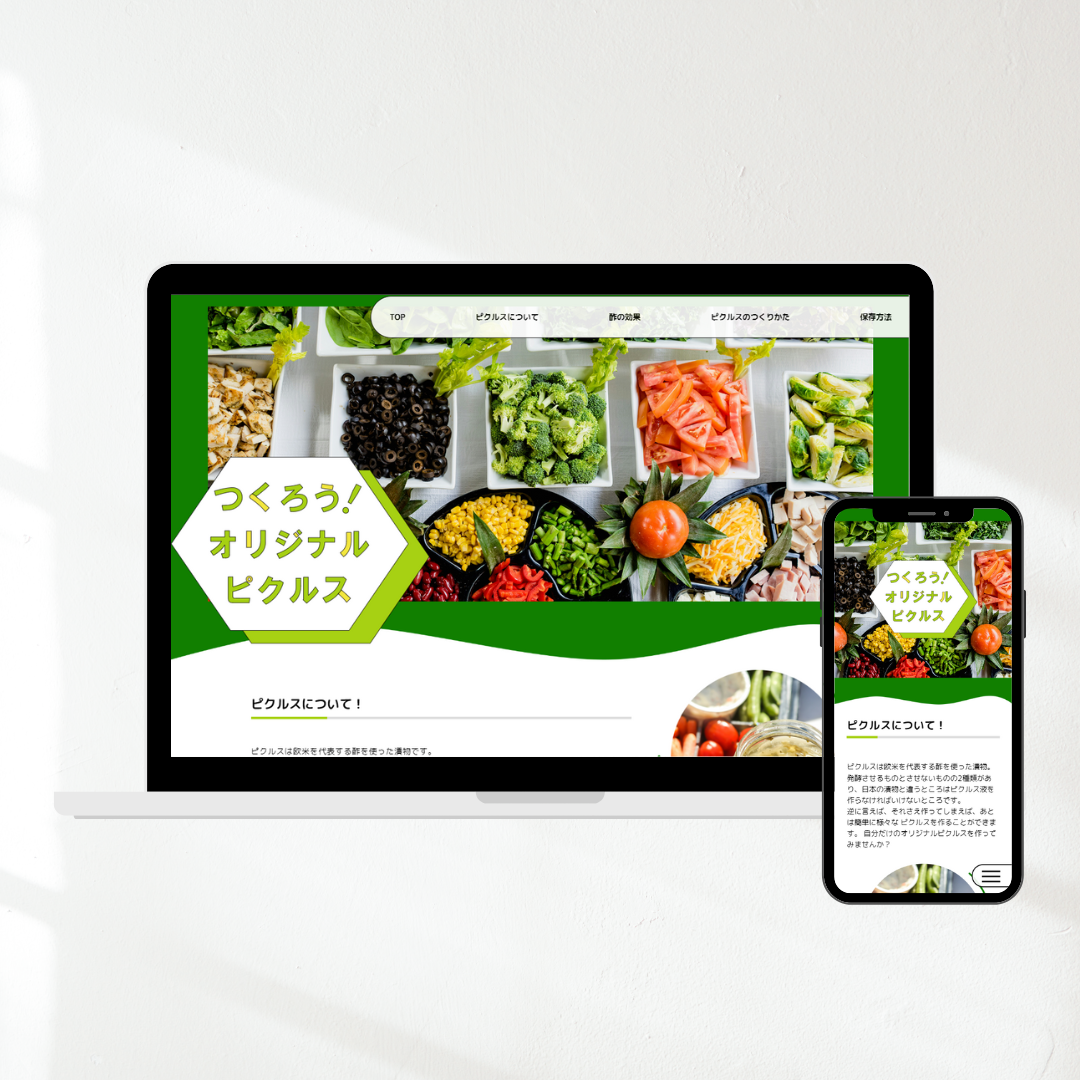 TOP ピクルスについて 酢の効果 ピクルスのつくりかた 保存方法
つくろう!
オリジナル
ピクルス
ピクルスについて！
ピクルスは欧米を代表する酢を使った漬物です。
つくろう!
オリジナル
ピクルス
ピクルスについて！
ピクルスは欧米を代表する酢を使った漬物。
発酵させるものとさせないものの2種類があ
り、日本の漬物と違うところはピクルス液を
作らなければいけないところです。
逆に言えば、それさえ作ってしまえば、あと
は簡単に様々な ピクルスを作ることができま
す。 自分だけのオリジナルピクルスを作って
みませんか？